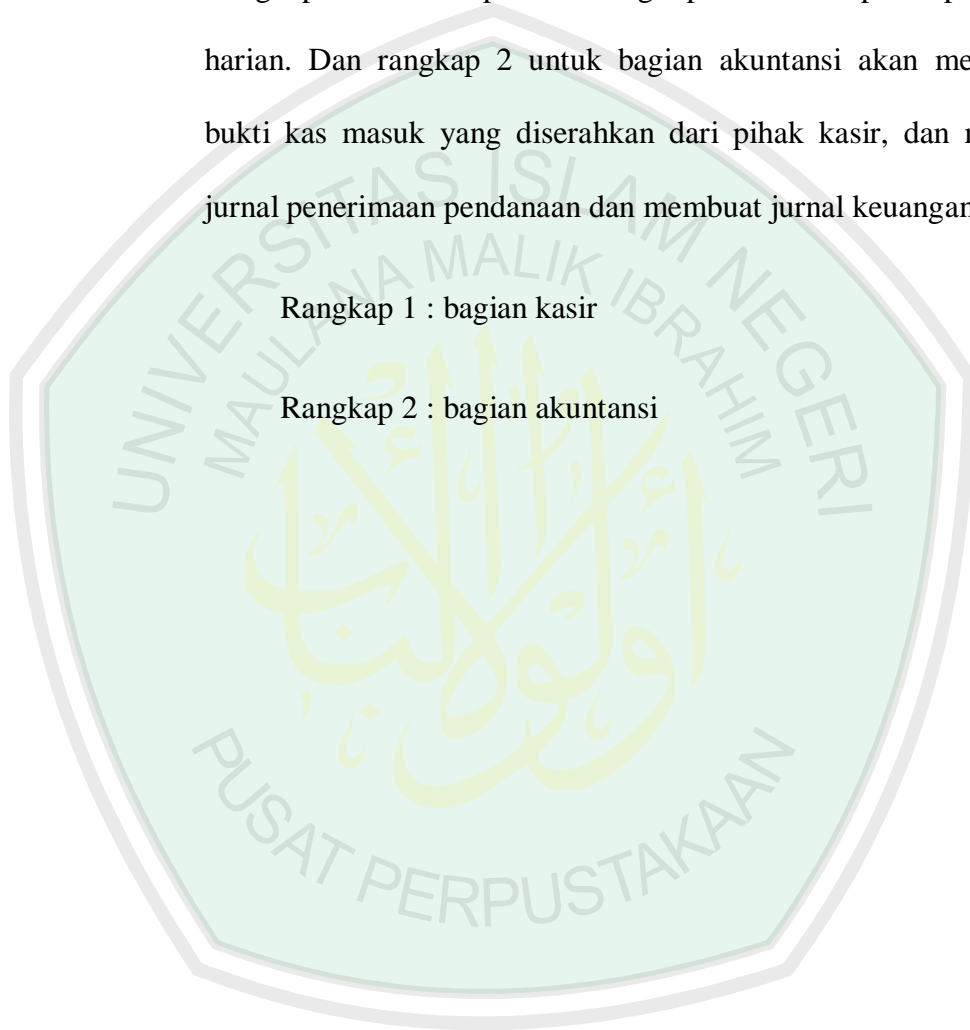 harian. Dan rangkap 2 untuk bagian akuntansi akan
bukti kas masuk yang diserahkan dari pihak kasir, dan
jurnal penerimaan pendanaan dan membuat jurnal keuangan
Rangkap 1 : bagian kasir
Rangkap 2 : bagian akuntansi
UNIVERSITAS ISLAM NEGERI
MAULANA MALIK IBRAHIM
أولوا الألباب
PUSAT PERPUSTAKAAN